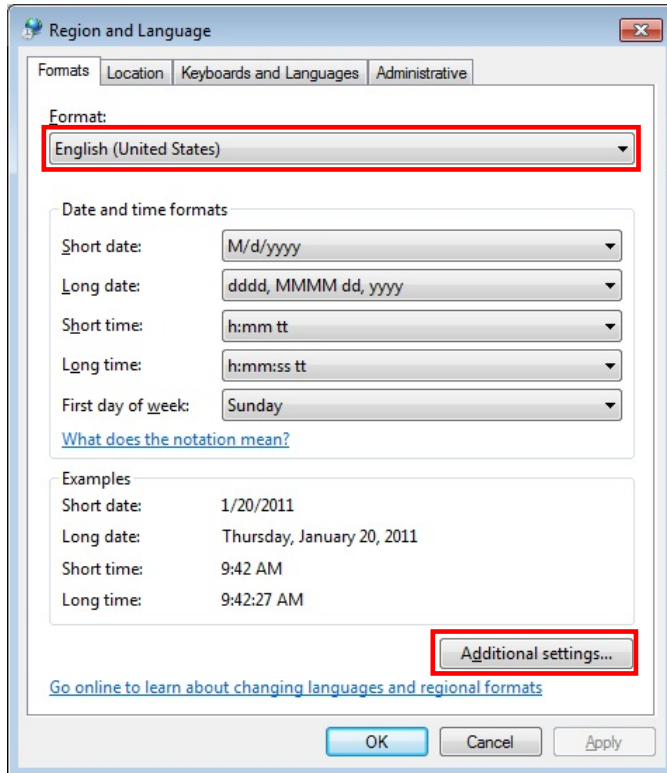 Region and Language
Formats Location Keyboards and Languages Administrative
Format:
English (United States)
Date and time formats
Short date: M/d/yyyy
Long date: dddd, MMMM dd, yyyy
Short time: h:mm tt
Long time: h:mm:ss tt
First day of week: Sunday
What does the notation mean?
Examples
Short date: 1/20/2011
Long date: Thursday, January 20, 2011
Short time: 9:42 AM
Long time: 9:42:27 AM
Additional settings...
Go online to learn about changing languages and regional formats
OK Cancel Apply